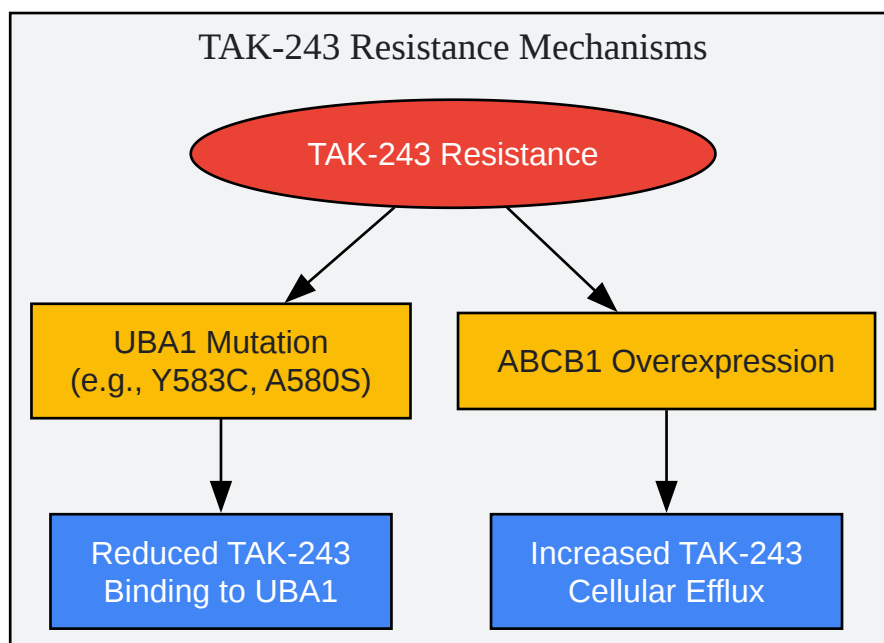 TAK-243 Resistance Mechanisms
TAK-243 Resistance
UBA1 Mutation
(e.g., Y583C, A580S)
ABCB1 Overexpression
Reduced TAK-243
Binding to UBA1
Increased TAK-243
Cellular Efflux